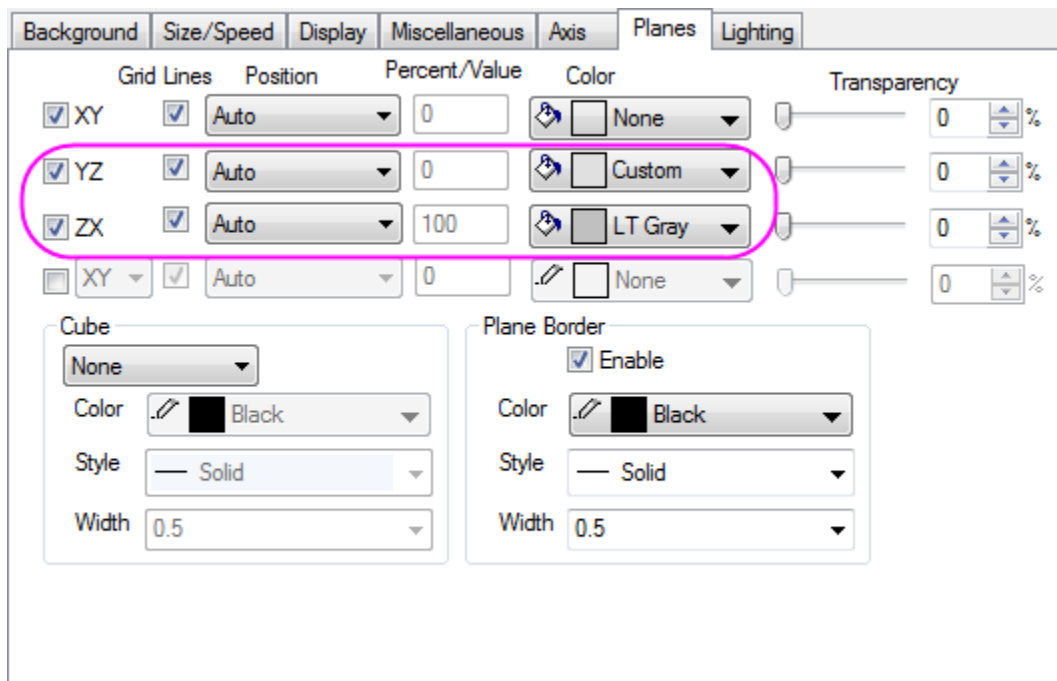 Background Size/Speed Display Miscellaneous Axis Planes Lighting
Grid Lines Position Percent/Value Color Transparency
XY Auto 0 None 0 %
YZ Auto 0 Custom 0 %
ZX Auto 100 LT Gray 0 %
XY Auto 0 None 0 %
Cube Plane Border
None Enable
Color Black Color Black
Style Solid Style Solid
Width 0.5 Width 0.5